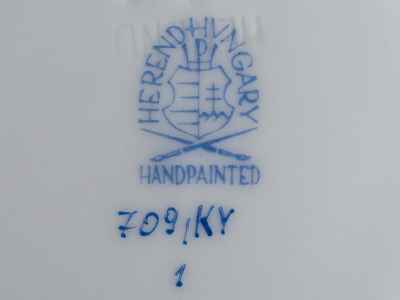 HEREND HUNGARY
HANDPAINTED
709/KY
1